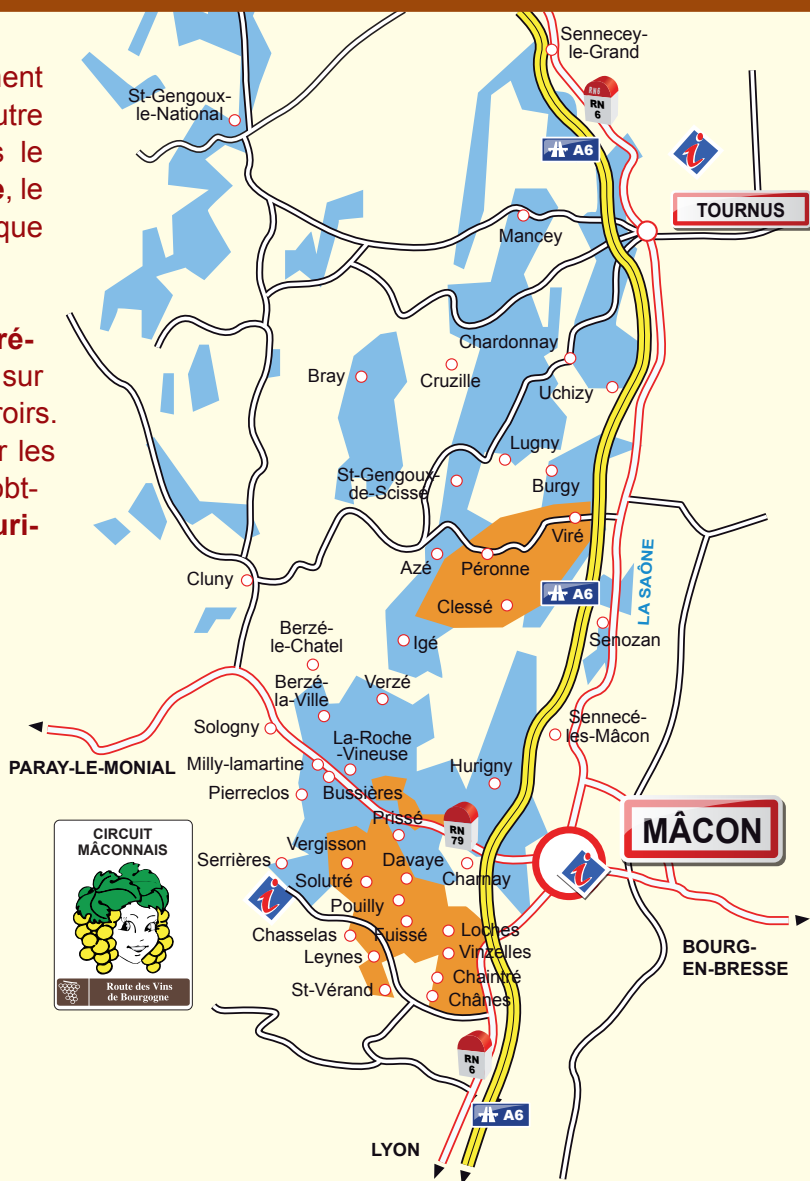 ment
utre
s le
e, le
que
ré-
sur
roirs.
r les
obt-
uri-
Sennecey-
le-Grand
RN6
RN
6
St-Gengoux-
le-National
A6
TOURNUS
Mancey
Chardonnay
Bray
Cruzille
Uchizy
Lugny
St-Gengoux-
de-Scissé
Burgy
Viré
Azé
Péronne
Cluny
A6
Clessé
LA SAÔNE
Senozan
Igé
Berzé-
le-Chatel
Berzé-
la-Ville
Verzé
Sologny
Sennecé-
les-Mâcon
La-Roche
-Vineuse
PARAY-LE-MONIAL
Milly-lamartine
Hurigny
Pierreclos
Bussières
Prissé
RN
79
MÂCON
CIRCUIT
MÂCONNAIS
Vergisson
Serrières
Davaye
Charnay
Solutré
Pouilly
Chasselas
Fuissé
Loches
Leynes
Vinzelles
BOURG-
EN-BRESSE
Chaintré
St-Vérand
Chânes
Route des Vins
de Bourgogne
RN
6
A6
LYON